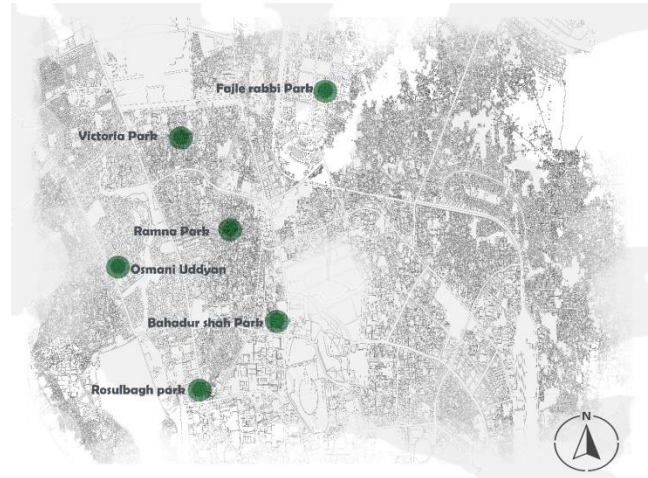 Fajle rabbi Park
Victoria Park
Ramna Park
Osmani Uddyan
Bahadur shah Park
Rosulbagh park
N